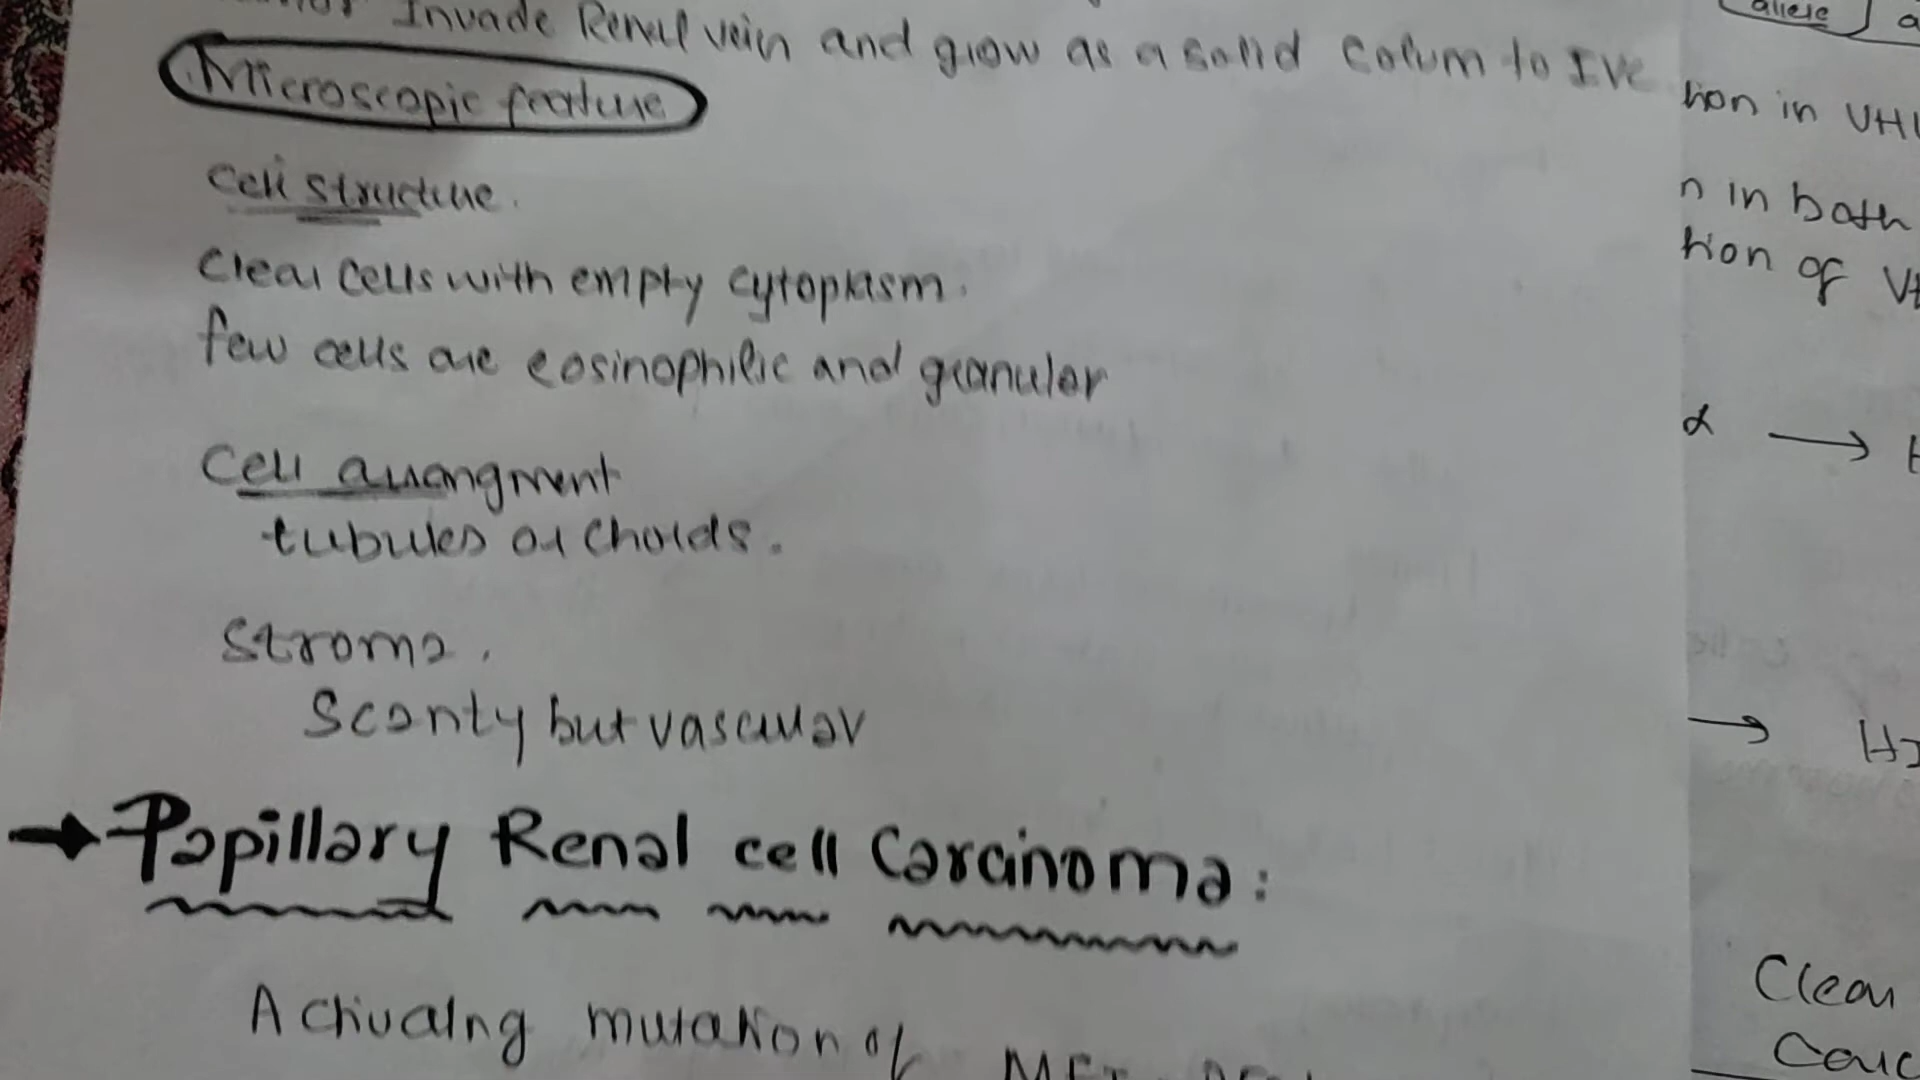 Invade Renal vein and grow as a solid Colum to IVC
Microscopic feature
Cell structure.
Clear cells with empty cytoplasm.
few cells are eosinophilic and granular
Cell arrangment
tubules or Chords.
Stroma.
Scanty but vascular
→ Papillary Renal cell Carcinoma:
Activating mutation of MET
allele
tion in VHL
n in both
tion of
α →
→
Clear